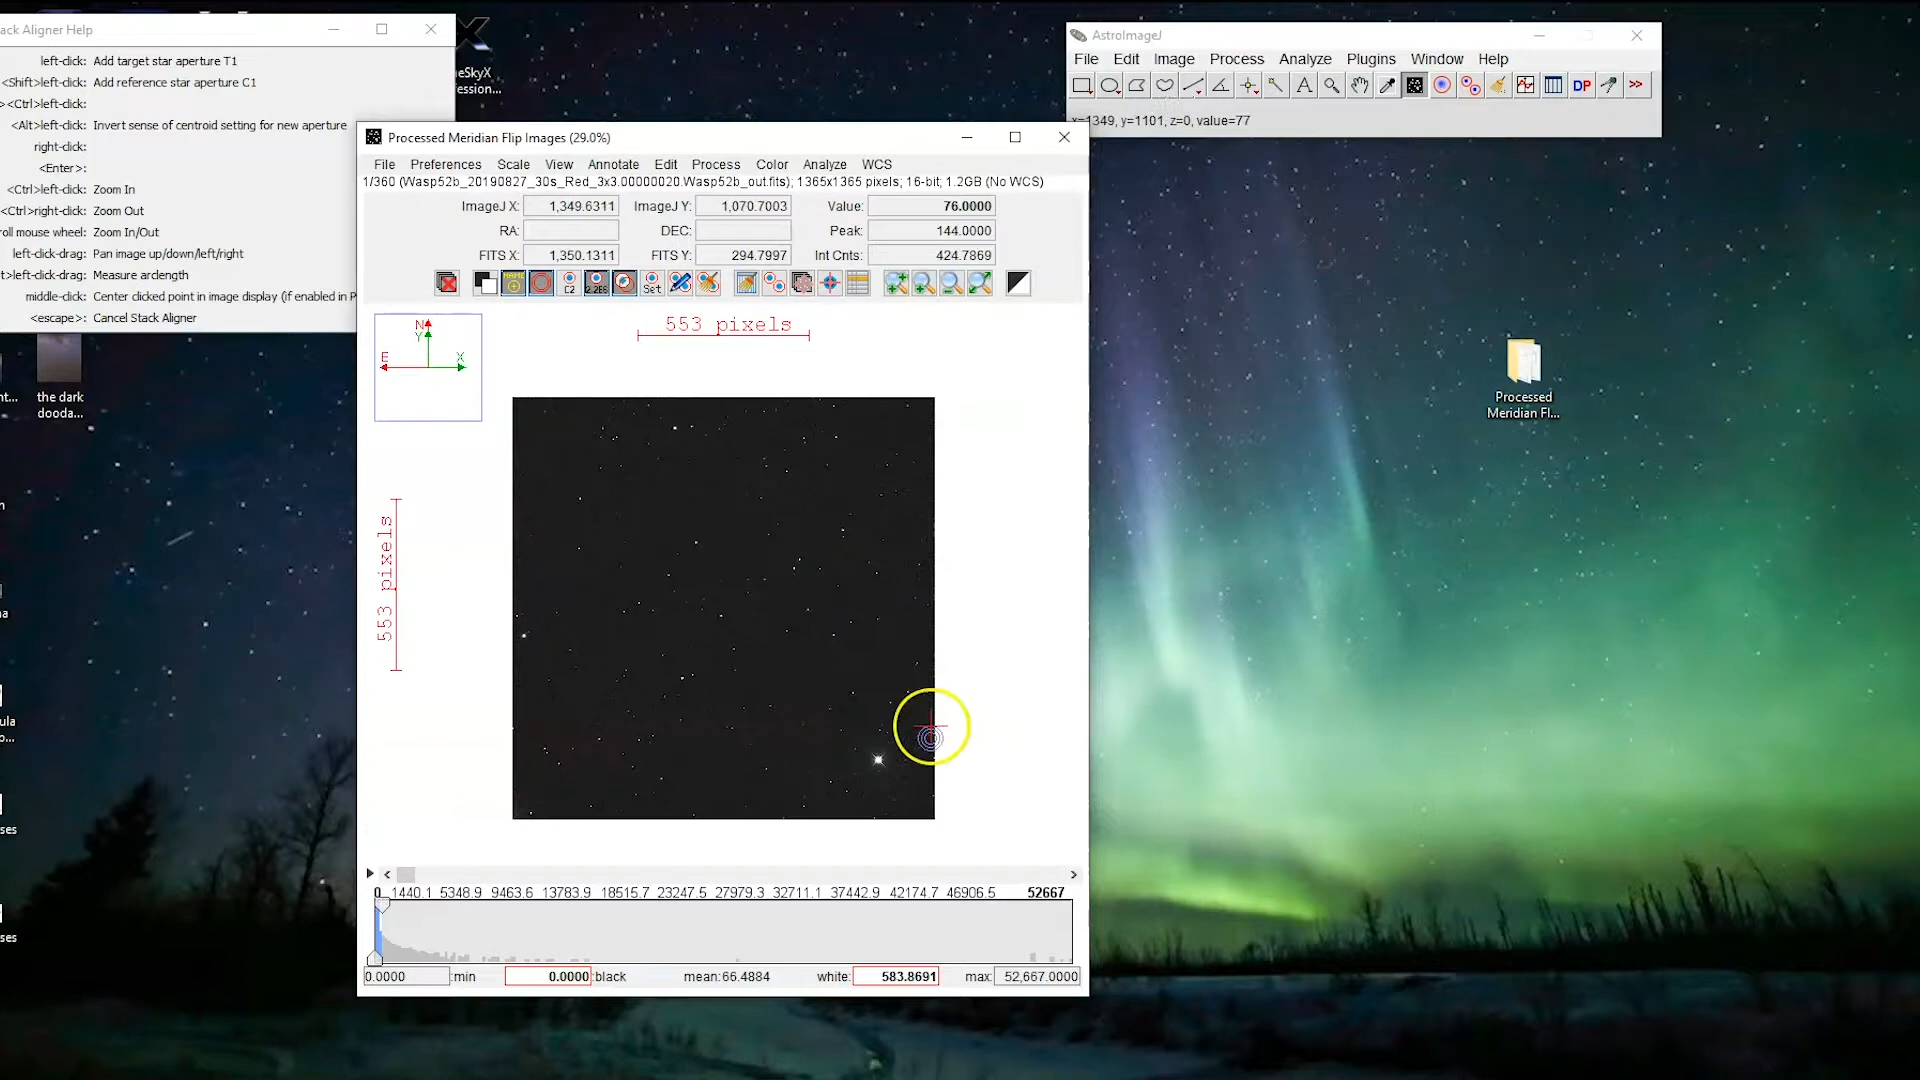 ack Aligner Help
left-click: Add target star aperture T1
<Shift>left-click: Add reference star aperture C1
><Ctrl>left-click:
<Alt>left-click: Invert sense of centroid setting for new aperture
right-click:
<Enter>:
<Ctrl>left-click: Zoom In
<Ctrl>right-click: Zoom Out
roll mouse wheel: Zoom In/Out
left-click-drag: Pan image up/down/left/right
t>left-click-drag: Measure arclength
middle-click: Center clicked point in image display (if enabled in P
<escape>: Cancel Stack Aligner
eSkyX
ession...
the dark
dooda...
nt...
ses
ses
AstroImageJ
File Edit Image Process Plugins Analyze Window Help
A DP >>
x=1349, y=1101, z=0, value=77
Processed Meridian Flip Images (29.0%)
File Preferences Scale View Annotate Edit Process Color Analyze WCS
1/360 (Wasp52b_20190827_30s_Red_3x3.00000020.Wasp52b_out.fits); 1365x1365 pixels; 16-bit; 1.2GB (No WCS)
ImageJ X: 1,349.6311 ImageJ Y: 1,070.7003 Value: 76.0000
RA: DEC: Peak: 144.0000
FITS X: 1,350.1311 FITS Y: 294.7997 Int Cnts: 424.7869
NAME C2 2.2E6 Set
N
Y
E X
553 pixels
553 pixels
0 1440.1 5348.9 9463.6 13783.9 18515.7 23247.5 27979.3 32711.1 37442.9 42174.7 46906.5 52667
0.0000 :min 0.0000 :black mean:66.4884 white: 583.8691 max: 52,667.0000
Processed
Meridian Fl...